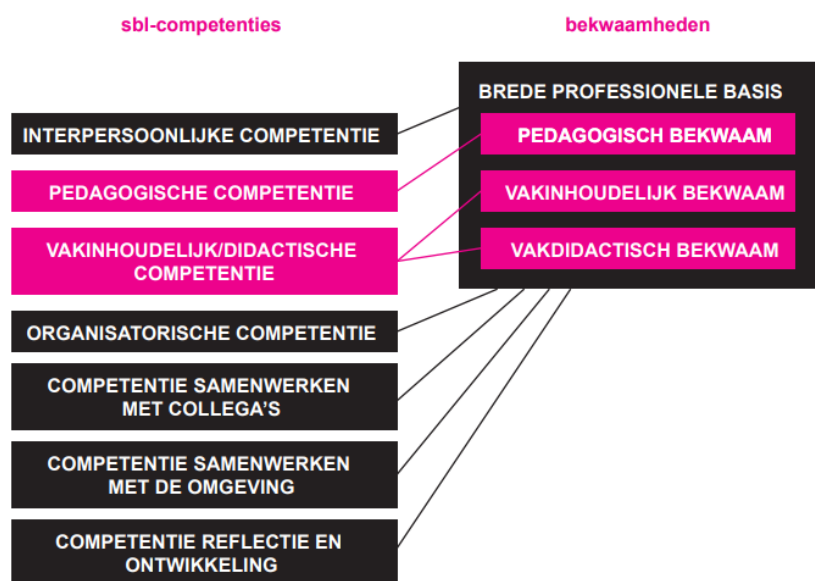 sbl-competenties
INTERPERSOONLIJKE COMPETENTIE
PEDAGOGISCHE COMPETENTIE
VAKINHOUDELIJK/DIDACTISCHE
COMPETENTIE
ORGANISATORISCHE COMPETENTIE
COMPETENTIE SAMENWERKEN
MET COLLEGA'S
COMPETENTIE SAMENWERKEN
MET DE OMGEVING
COMPETENTIE REFLECTIE EN
ONTWIKKELING
bekwaamheden
BREDE PROFESSIONELE BASIS
PEDAGOGISCH BEKWAAM
VAKINHOUDELIJK BEKWAAM
VAKDIDACTISCH BEKWAAM